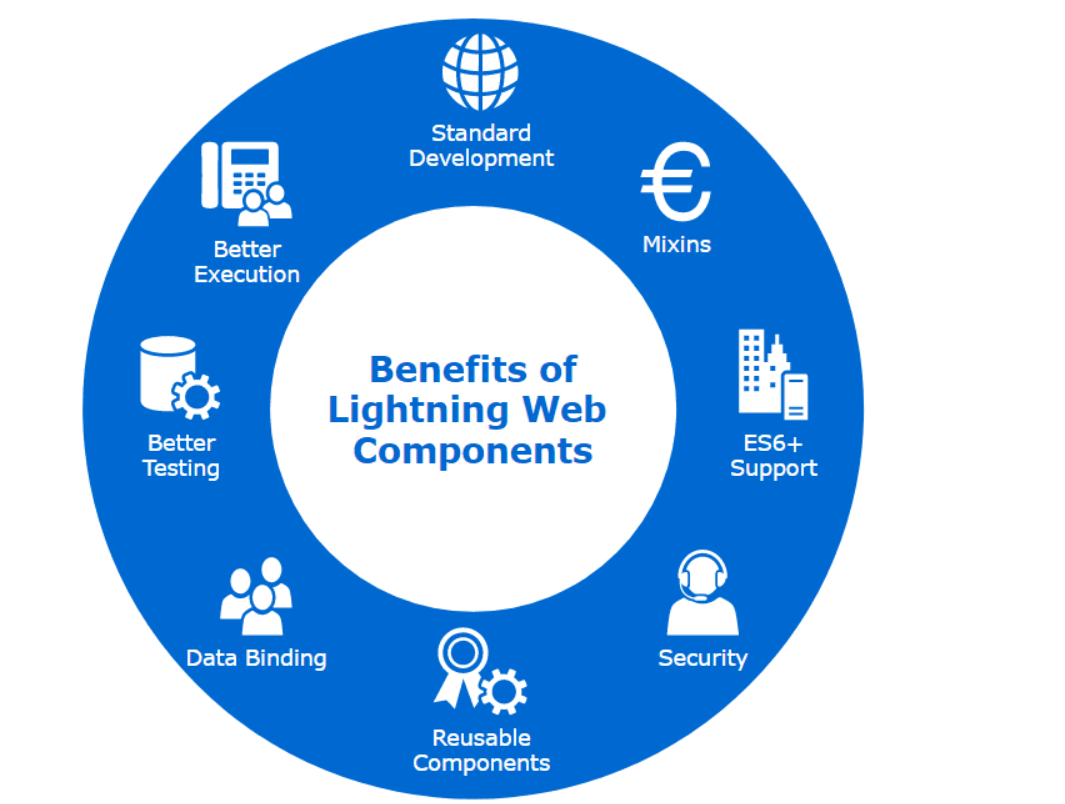 Standard
Development
Mixins
ES6+
Support
Security
Reusable
Components
Data Binding
Better
Testing
Better
Execution
Benefits of
Lightning Web
Components